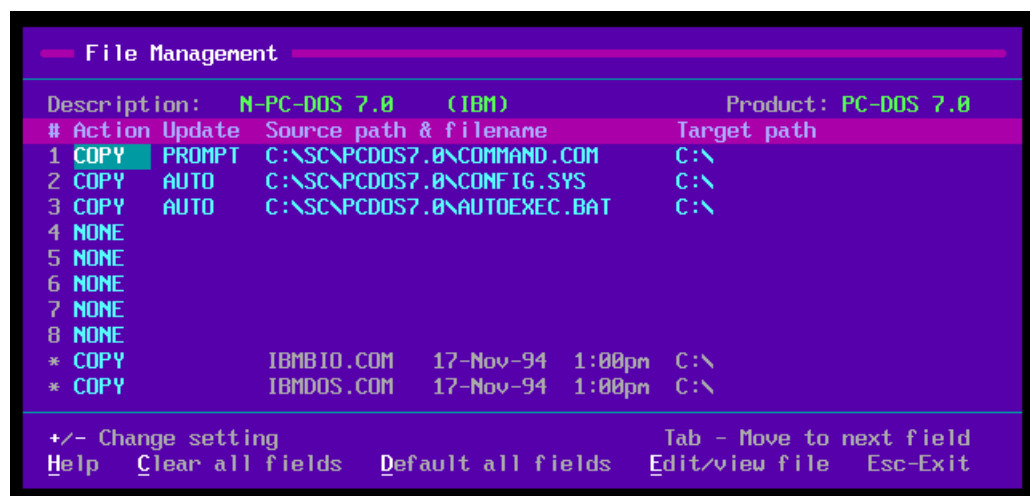 File Management
Description: N-PC-DOS 7.0 (IBM) Product: PC-DOS 7.0
# Action Update Source path & filename Target path
1 COPY PROMPT C:\SC\PCDOS7.0\COMMAND.COM C:\
2 COPY AUTO C:\SC\PCDOS7.0\CONFIG.SYS C:\
3 COPY AUTO C:\SC\PCDOS7.0\AUTOEXEC.BAT C:\
4 NONE
5 NONE
6 NONE
7 NONE
8 NONE
* COPY IBMBIO.COM 17-Nov-94 1:00pm C:\
* COPY IBMDOS.COM 17-Nov-94 1:00pm C:\
+/- Change setting Tab - Move to next field
Help Clear all fields Default all fields Edit/view file Esc-Exit